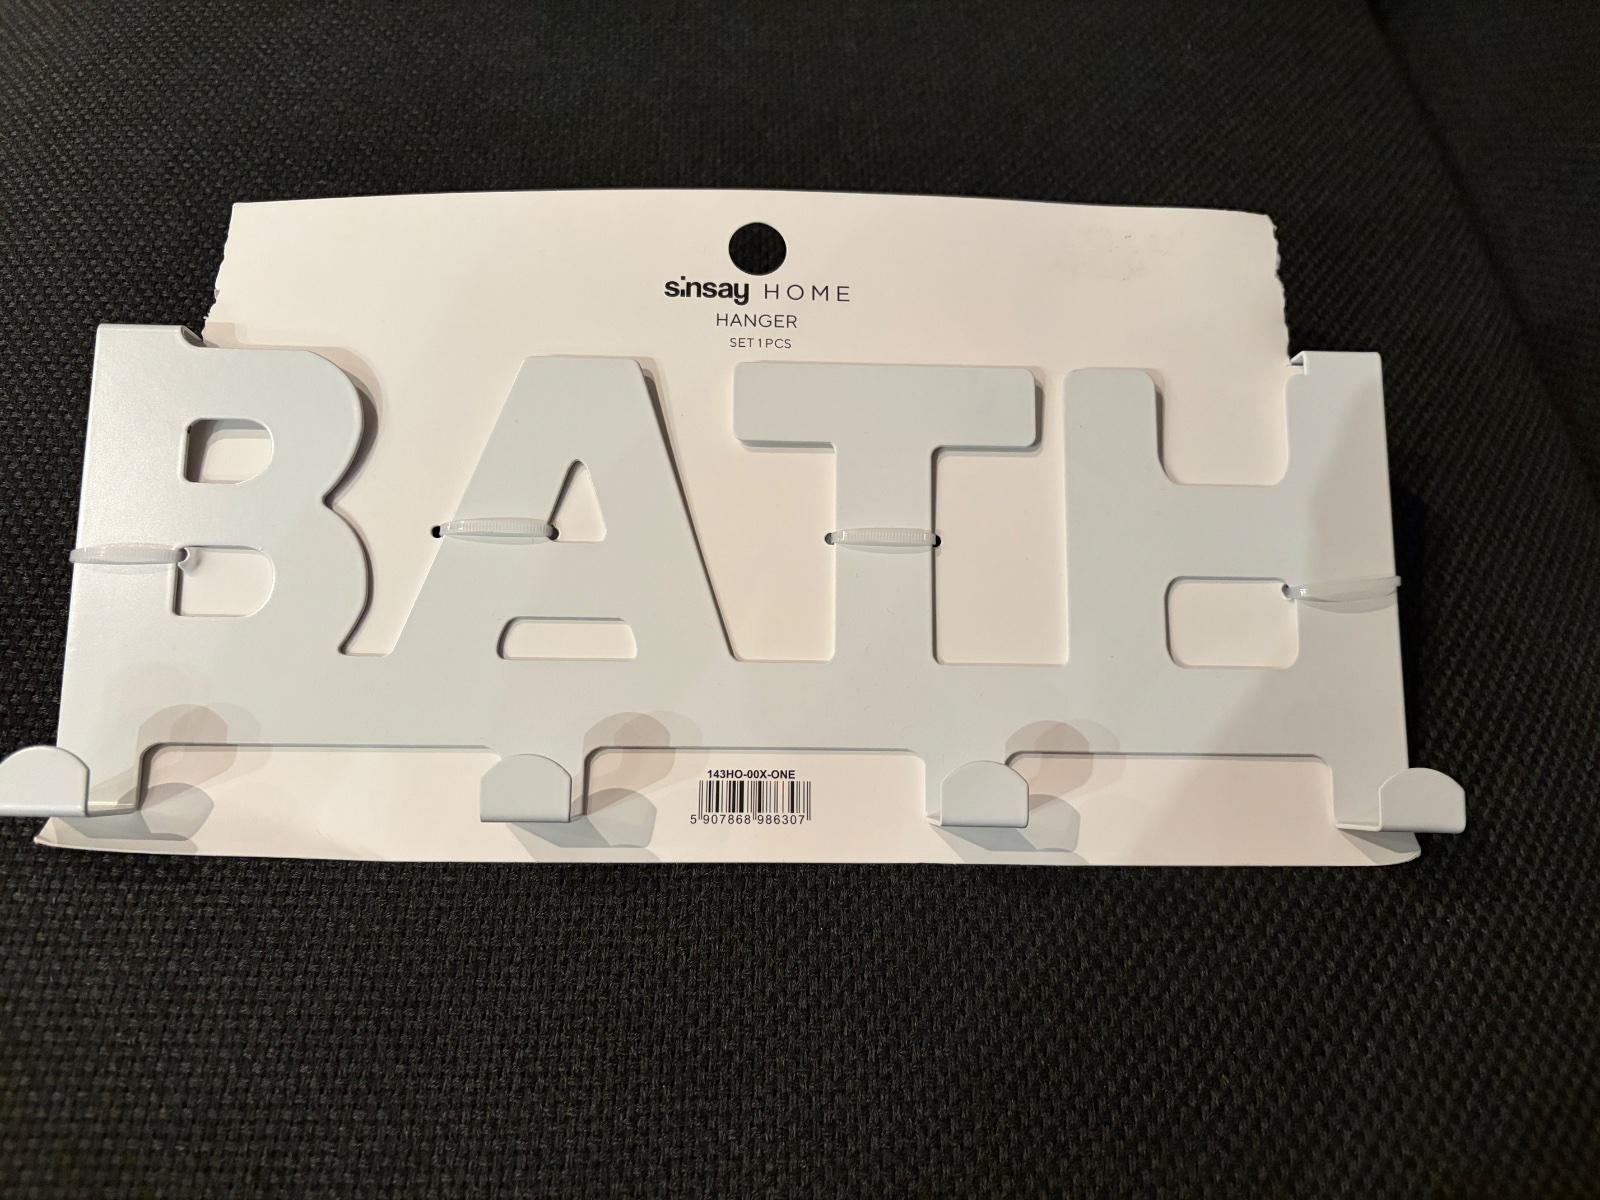 sinsay HOME
HANGER
SET 1 PCS
BATH
143HO-00X-ONE
5 907868 986307